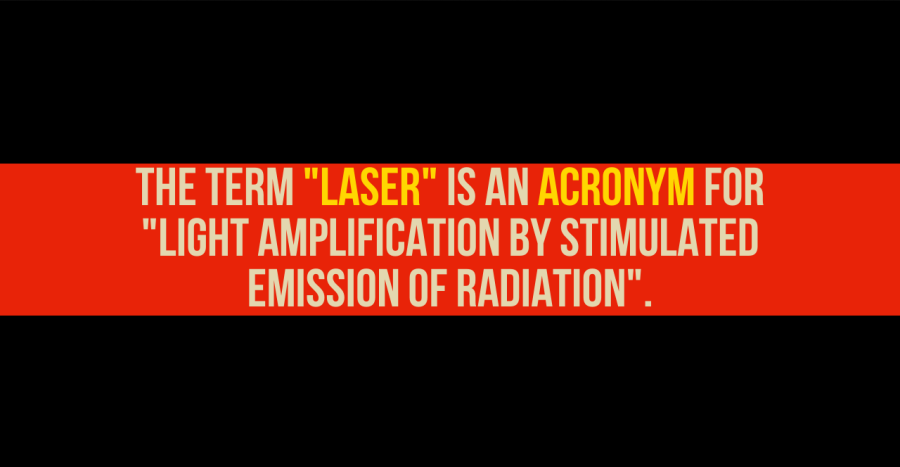 THE TERM "LASER" IS AN ACRONYM FOR
"LIGHT AMPLIFICATION BY STIMULATED
EMISSION OF RADIATION".